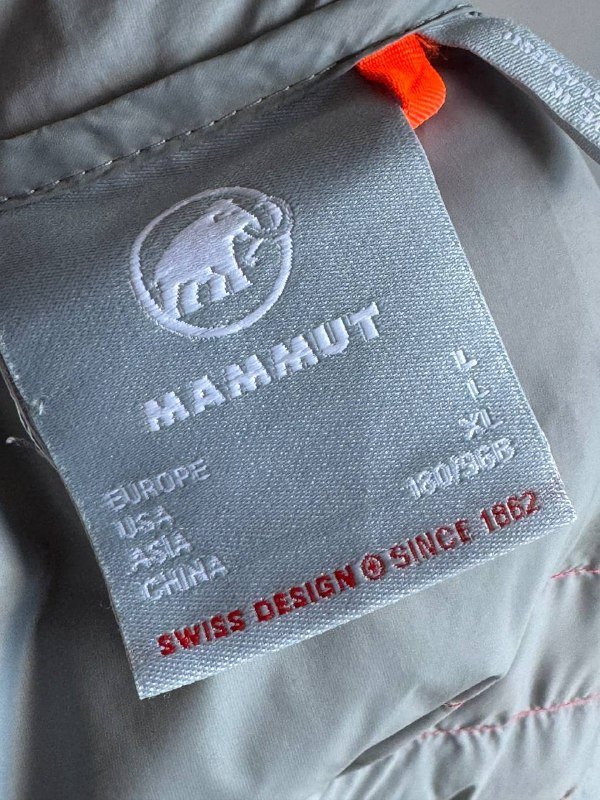 MAMMUT
EUROPE L
USA L
ASIA XL
CHINA 180/96B
SWISS DESIGN SINCE 1862